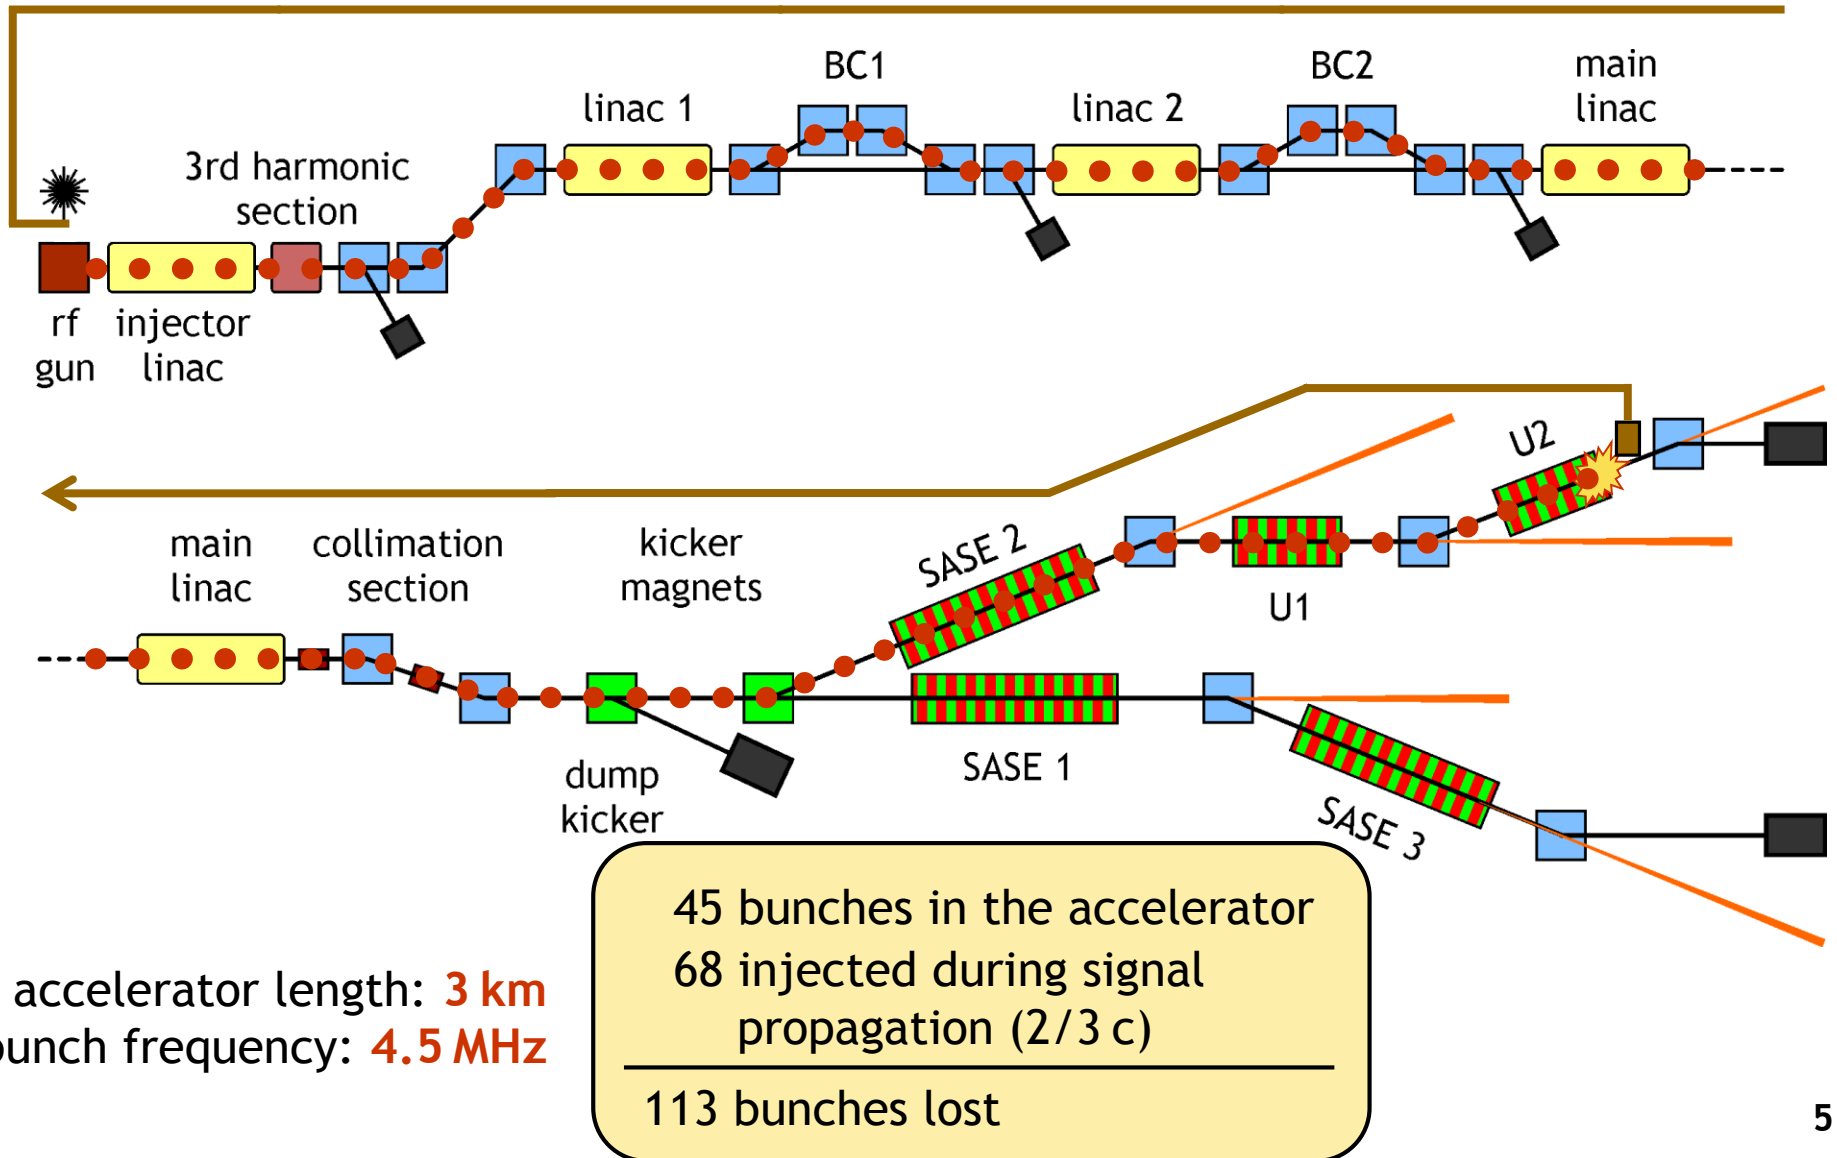 BC1
BC2
main
linac
linac 1
linac 2
3rd harmonic
section
rf
gun
injector
linac
U2
main
linac
collimation
section
kicker
magnets
SASE 2
U1
dump
kicker
SASE 1
SASE 3
45 bunches in the accelerator
68 injected during signal
propagation (2/3 c)
113 bunches lost
accelerator length: 3 km
bunch frequency: 4.5 MHz
5